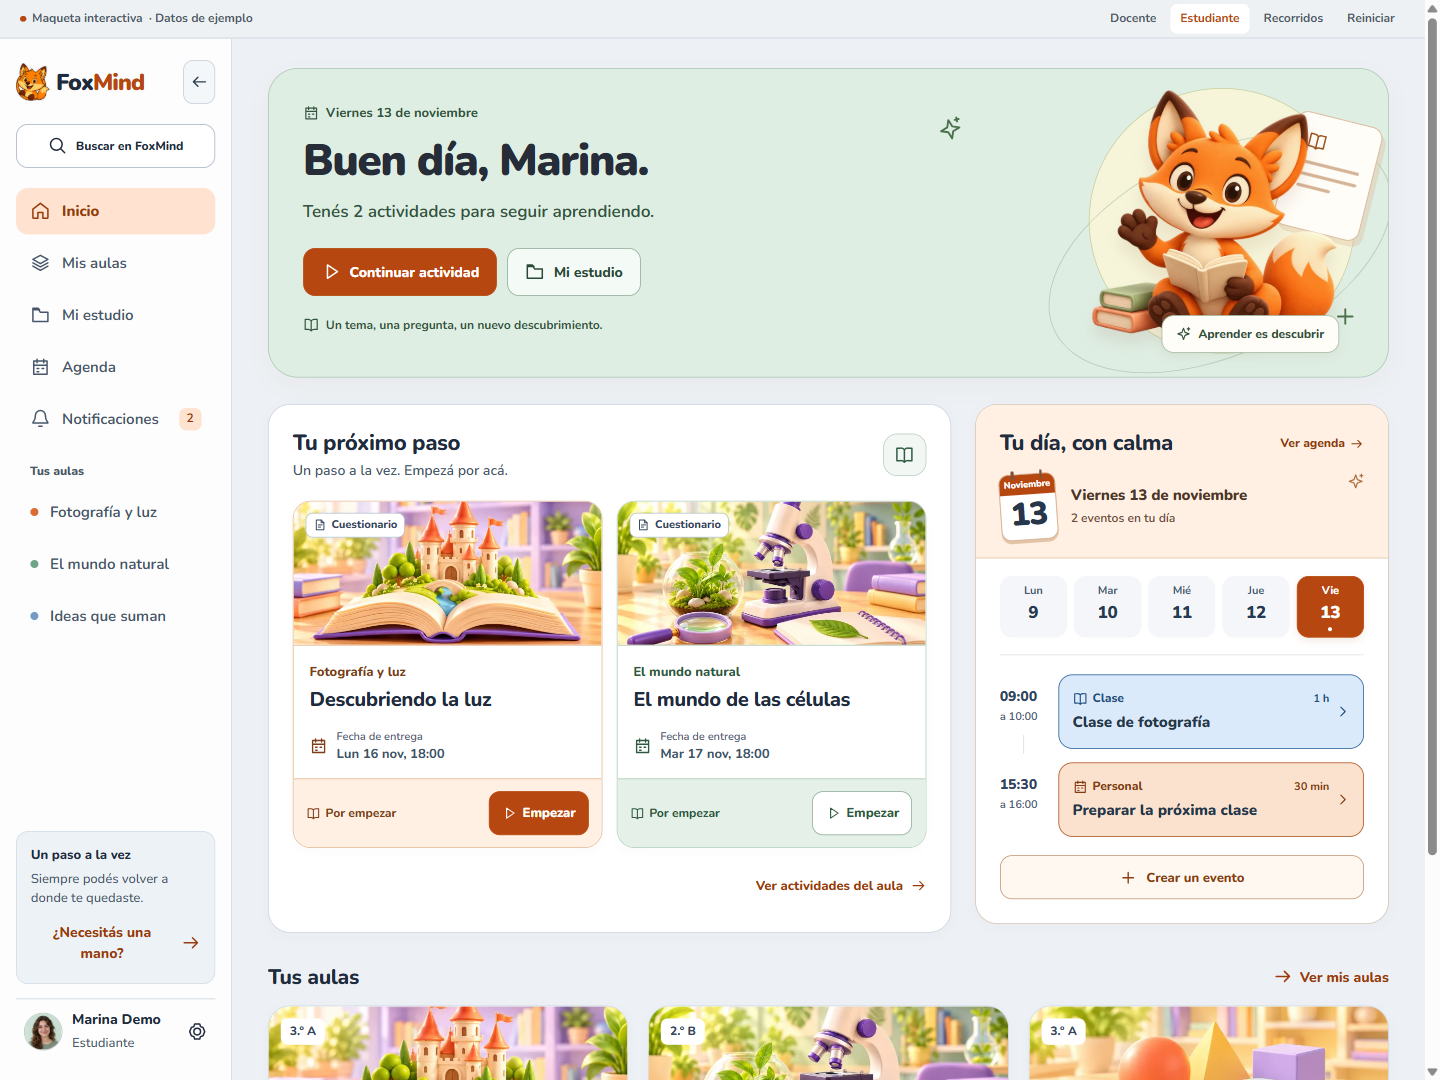 Maqueta interactiva · Datos de ejemplo
Docente
Estudiante
Recorridos
Reiniciar
FoxMind
Buscar en FoxMind
Inicio
Mis aulas
Mi estudio
Agenda
Notificaciones 2
Tus aulas
Fotografía y luz
El mundo natural
Ideas que suman
Un paso a la vez
Siempre podés volver a
donde te quedaste.
¿Necesitás una
mano?
Marina Demo
Estudiante
Viernes 13 de noviembre
Buen día, Marina.
Tenés 2 actividades para seguir aprendiendo.
Continuar actividad
Mi estudio
Un tema, una pregunta, un nuevo descubrimiento.
Aprender es descubrir
Tu próximo paso
Un paso a la vez. Empezá por acá.
Cuestionario
Fotografía y luz
Descubriendo la luz
Fecha de entrega
Lun 16 nov, 18:00
Por empezar
Empezar
Cuestionario
El mundo natural
El mundo de las células
Fecha de entrega
Mar 17 nov, 18:00
Por empezar
Empezar
Ver actividades del aula
Tu día, con calma
Ver agenda
Noviembre
13
Viernes 13 de noviembre
2 eventos en tu día
Lun
9
Mar
10
Mié
11
Jue
12
Vie
13
09:00
a 10:00
Clase
1 h
Clase de fotografía
15:30
a 16:00
Personal
30 min
Preparar la próxima clase
Crear un evento
Tus aulas
Ver mis aulas
3.º A
2.º B
3.º A